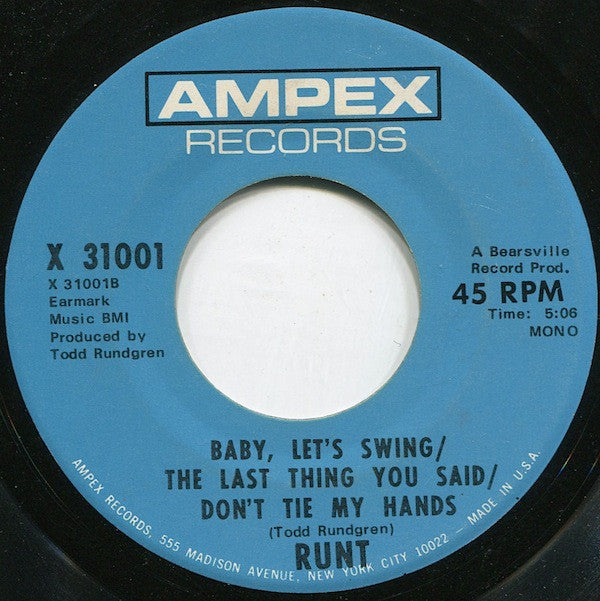 AMPEX
RECORDS
X 31001
X 31001B
Earmark
Music BMI
Produced by
Todd Rundgren
A Bearsville
Record Prod.
45 RPM
Time: 5:06
MONO
BABY, LET'S SWING/
THE LAST THING YOU SAID/
DON'T TIE MY HANDS
(Todd Rundgren)
RUNT
AMPEX RECORDS, 555 MADISON AVENUE, NEW YORK CITY 10022 – MADE IN U.S.A.